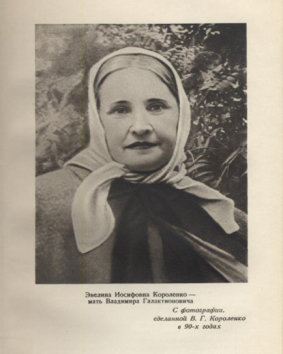 Эвелина Иосифовна Короленко —
мать Владимира Галактионовича
С фотографии,
сделанной В. Г. Короленко
в 90-х годах